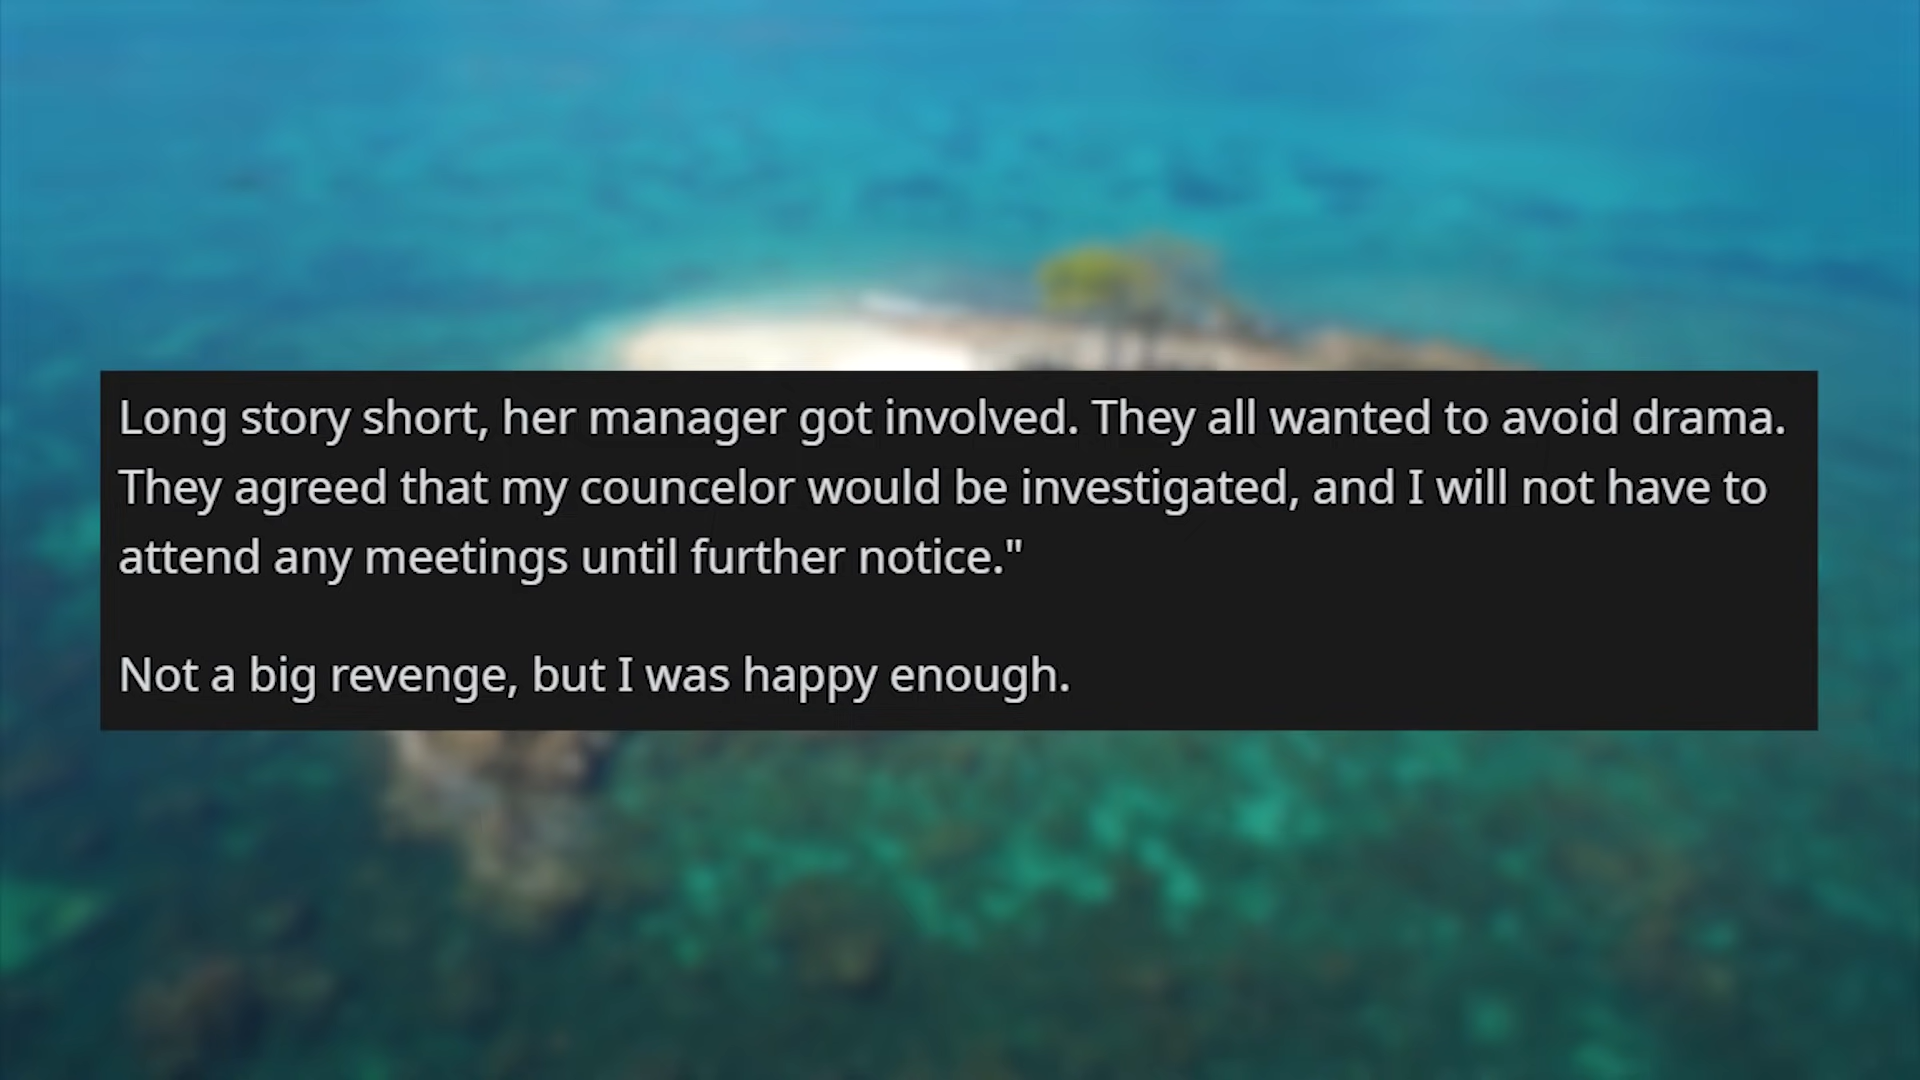 Long story short, her manager got involved. They all wanted to avoid drama.
They agreed that my councelor would be investigated, and I will not have to
attend any meetings until further notice."
Not a big revenge, but I was happy enough.